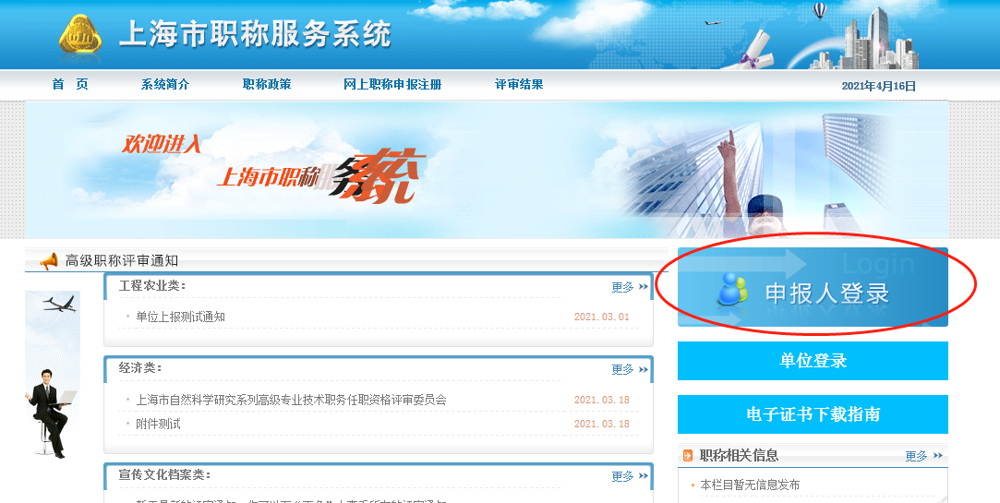 上海市职称服务系统
首 页 系统简介 职称政策 网上职称申报注册 评审结果 2021年4月16日
欢迎进入
上海市职称服务系统
高级职称评审通知
Login
申报人登录
工程农业类： 更多
单位上报测试通知 2021.03.01
单位登录
经济类： 更多
上海市自然科学研究系列高级专业技术职务任职资格评审委员会 2021.03.18
附件测试 2021.03.18
电子证书下载指南
职称相关信息 更多
宣传文化档案类： 更多
本栏目暂无信息发布